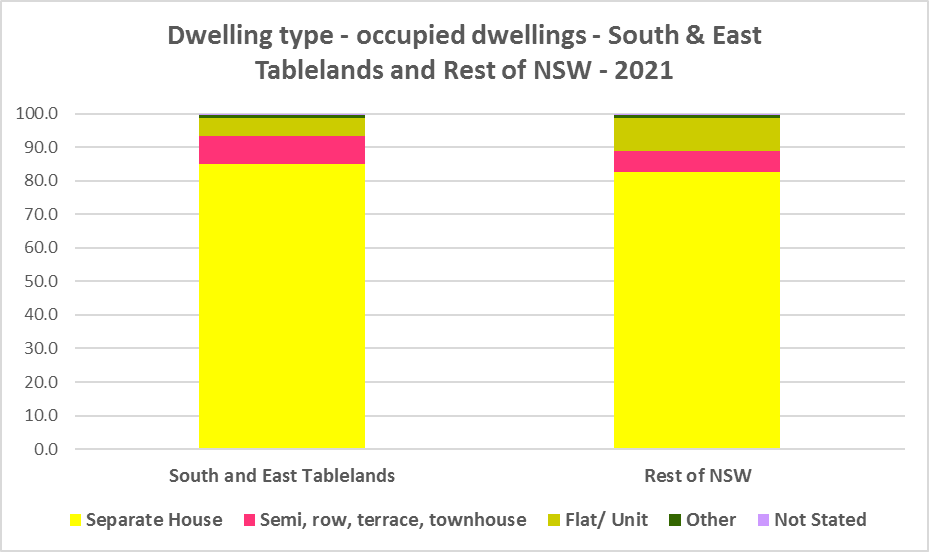 Dwelling type - occupied dwellings - South & East
Tablelands and Rest of NSW - 2021
100.0
90.0
80.0
70.0
60.0
50.0
40.0
30.0
20.0
10.0
0.0
South and East Tablelands
Rest of NSW
Separate House
Semi, row, terrace, townhouse
Flat/ Unit
Other
Not Stated